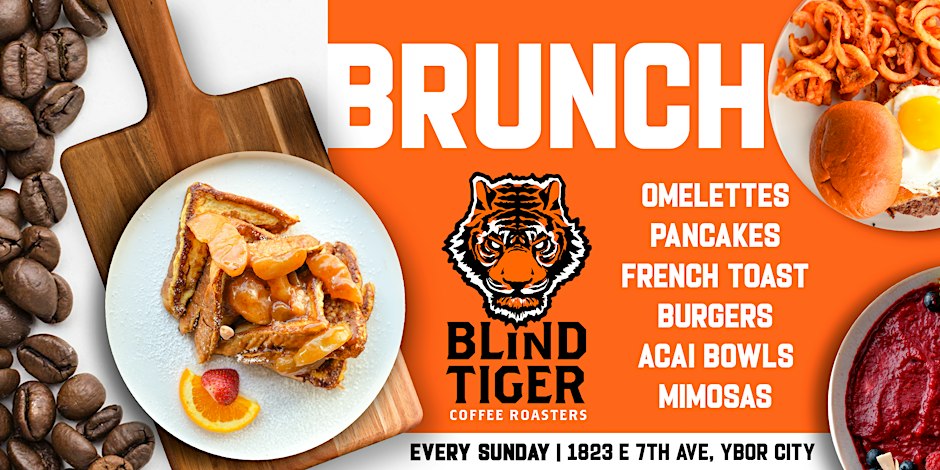 BRUNCH
BLIND
TIGER
COFFEE ROASTERS
OMELETTES
PANCAKES
FRENCH TOAST
BURGERS
ACAI BOWLS
MIMOSAS
EVERY SUNDAY | 1823 E 7TH AVE, YBOR CITY